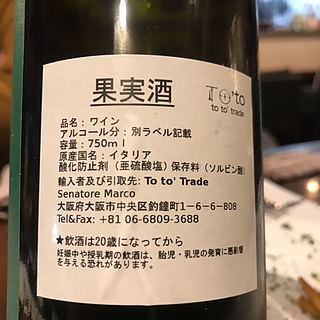 果実酒
To'to
to to' trade
品名：ワイン
アルコール分：別ラベル記載
容量：750ml
原産国名：イタリア
酸化防止剤（亜硫酸塩）保存料（ソルビン酸）
輸入者及び引取先: To to' Trade
Senatore Marco
大阪府大阪市中央区釣鐘町1－6－6－808
Tel&Fax: +81 06-6809-3688
★飲酒は20歳になってから
妊娠中や授乳期の飲酒は、胎児・乳児の発育に悪影響
を与える恐れがあります。